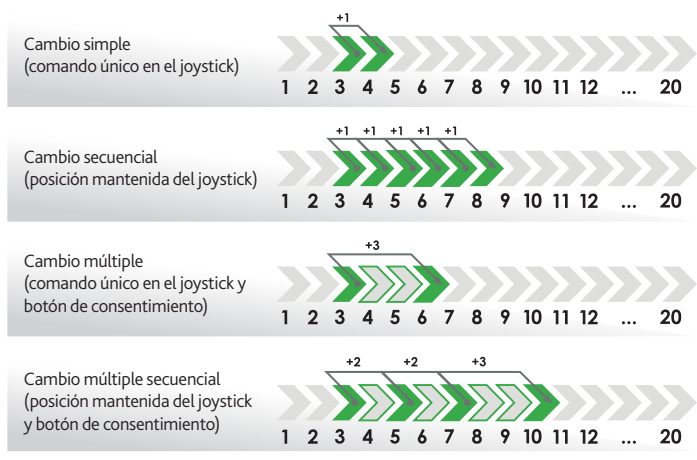 +1
Cambio simple
(comando único en el joystick)
1 2 3 4 5 6 7 8 9 10 11 12 ... 20
+1 +1 +1 +1 +1
Cambio secuencial
(posición mantenida del joystick)
1 2 3 4 5 6 7 8 9 10 11 12 ... 20
+3
Cambio múltiple
(comando único en el joystick y
botón de consentimiento)
1 2 3 4 5 6 7 8 9 10 11 12 ... 20
+2 +2 +3
Cambio múltiple secuencial
(posición mantenida del joystick
y botón de consentimiento)
1 2 3 4 5 6 7 8 9 10 11 12 ... 20